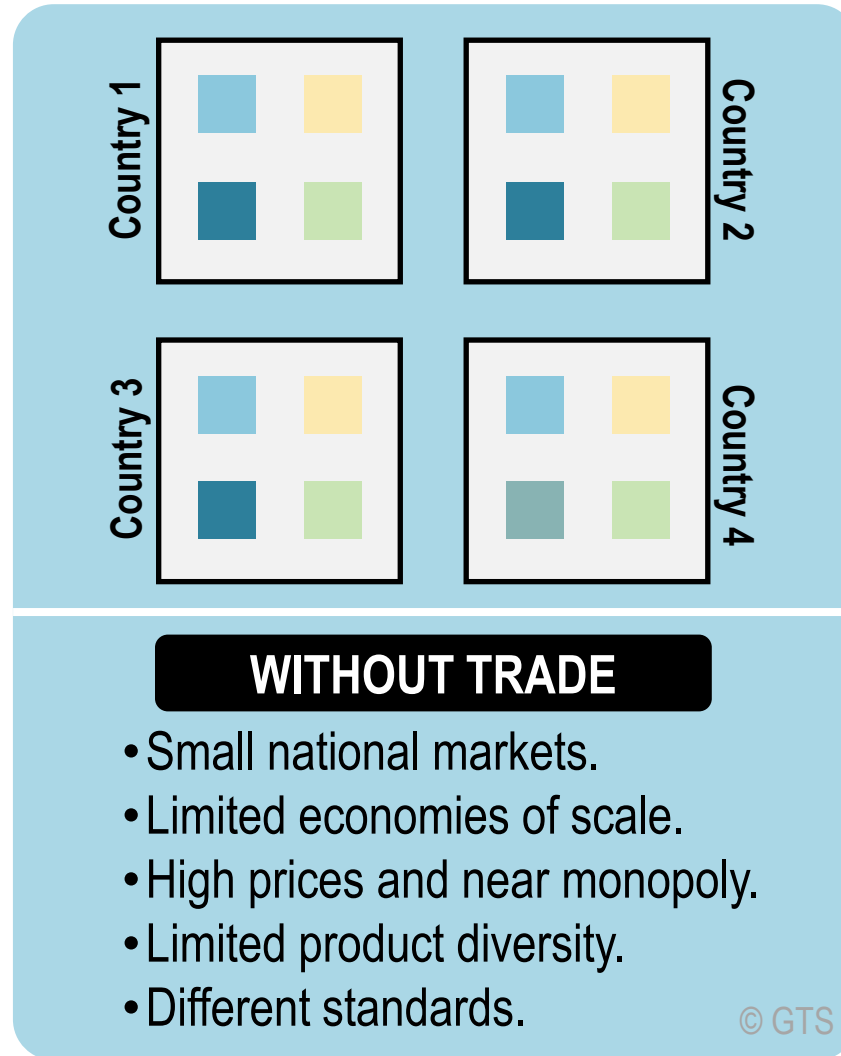 Country 1
Country 2
Country 3
Country 4
WITHOUT TRADE
•Small national markets.
•Limited economies of scale.
•High prices and near monopoly.
•Limited product diversity.
•Different standards.
© GTS